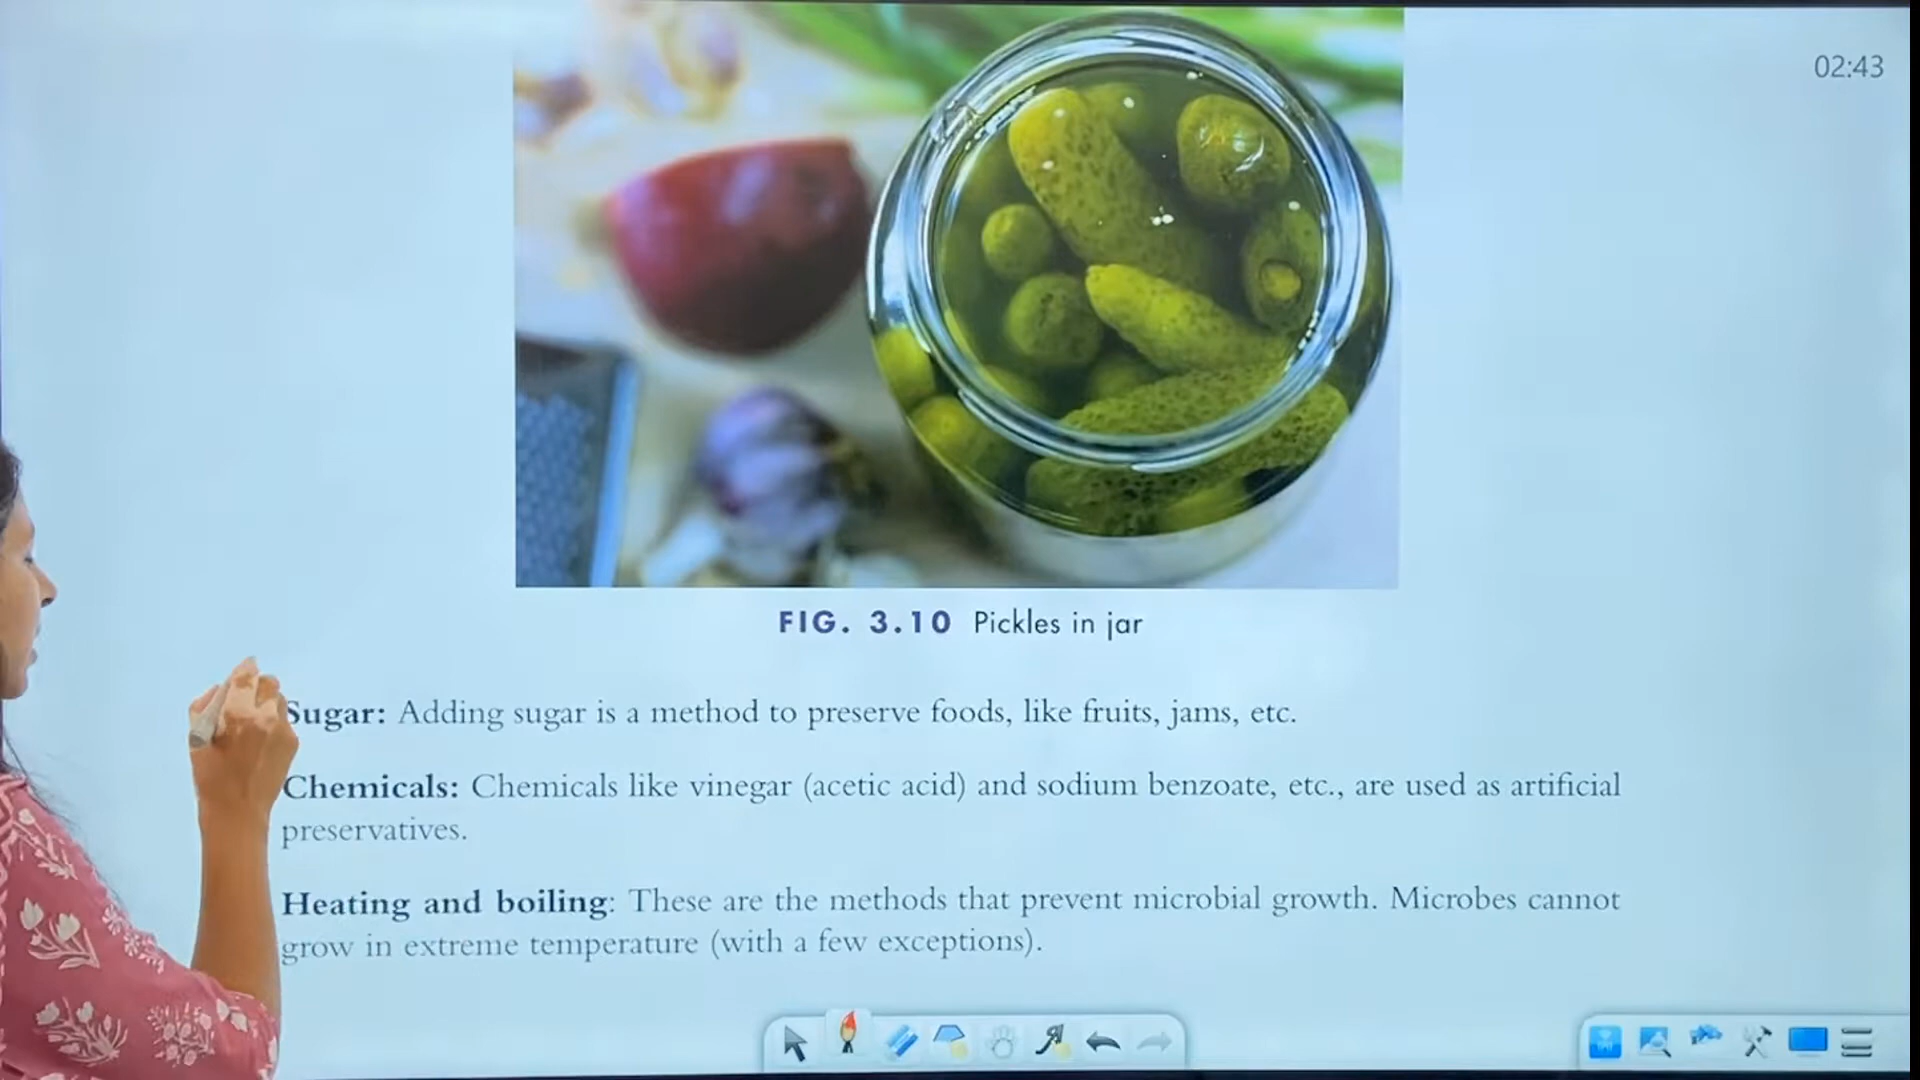 02:43
FIG. 3.10 Pickles in jar
Sugar: Adding sugar is a method to preserve foods, like fruits, jams, etc.
Chemicals: Chemicals like vinegar (acetic acid) and sodium benzoate, etc., are used as artificial
preservatives.
Heating and boiling: These are the methods that prevent microbial growth. Microbes cannot
grow in extreme temperature (with a few exceptions).